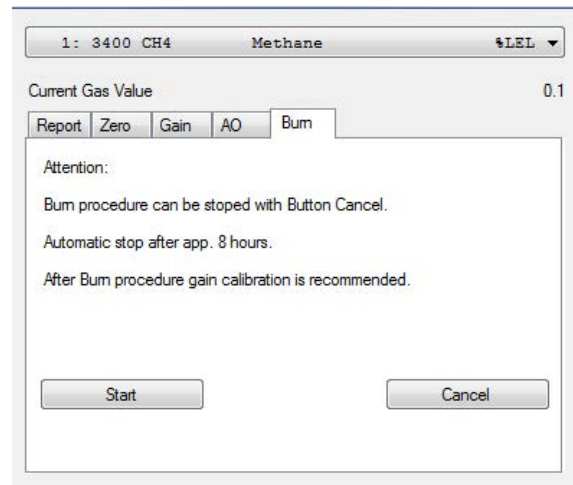 1: 3400 CH4 Methane %LEL
Current Gas Value 0.1
Report Zero Gain AO Burn
Attention:
Burn procedure can be stoped with Button Cancel.
Automatic stop after app. 8 hours.
After Burn procedure gain calibration is recommended.
Start Cancel